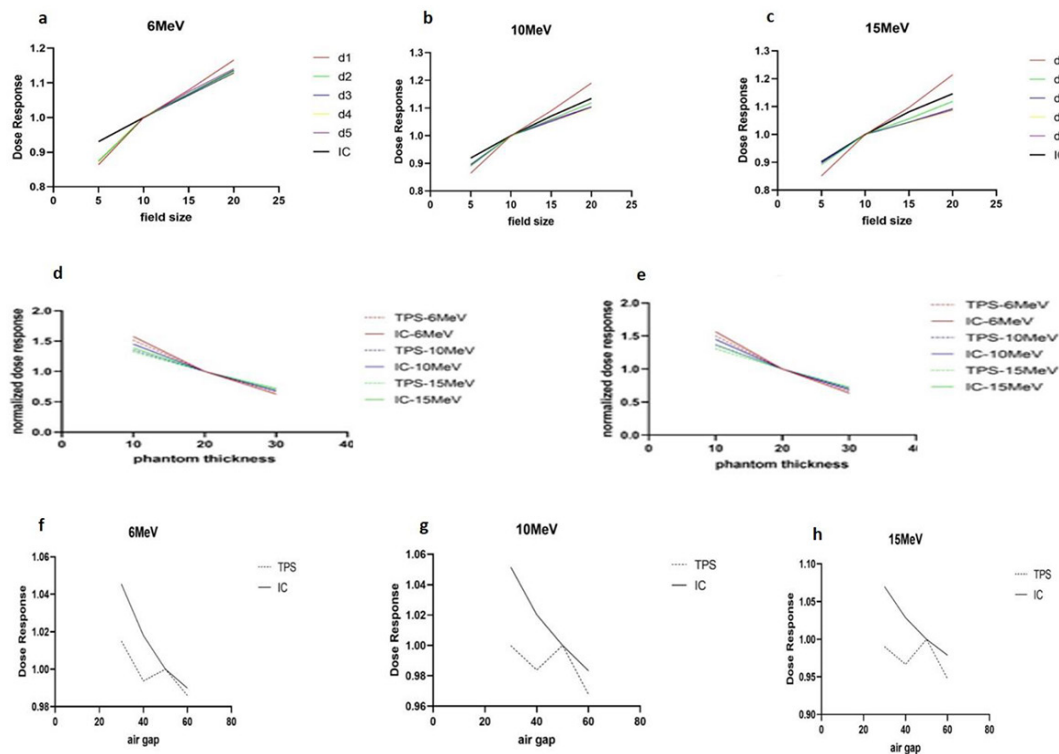 a
6MeV
Dose Response
1.2
1.1
1.0
0.9
0.8
0 5 10 15 20 25
field size
d1
d2
d3
d4
d5
IC
b
10MeV
Dose Response
1.3
1.2
1.1
1.0
0.9
0.8
0 5 10 15 20 25
field size
c
15MeV
Dose Response
1.3
1.2
1.1
1.0
0.9
0.8
0 5 10 15 20 25
field size
d
d
d
d
d
d
normalized dose response
2.0
1.5
1.0
0.5
0.0
0 10 20 30 40
phantom thickness
TPS-6MeV
IC-6MeV
TPS-10MeV
IC-10MeV
TPS-15MeV
IC-15MeV
e
normalized dose response
2.0
1.5
1.0
0.5
0.0
0 10 20 30
phantom thickness
TPS-6MeV
IC-6MeV
TPS-10MeV
IC-10MeV
TPS-15MeV
IC-15MeV
f
6MeV
Dose Response
1.06
1.04
1.02
1.00
0.98
0 20 40 60 80
air gap
TPS
IC
g
10MeV
Dose Response
1.06
1.04
1.02
1.00
0.98
0.96
0 20 40 60 80
air gap
TPS
IC
h
15MeV
Dose Response
1.10
1.05
1.00
0.95
0.90
0 20 40 60 80
air gap
TPS
IC